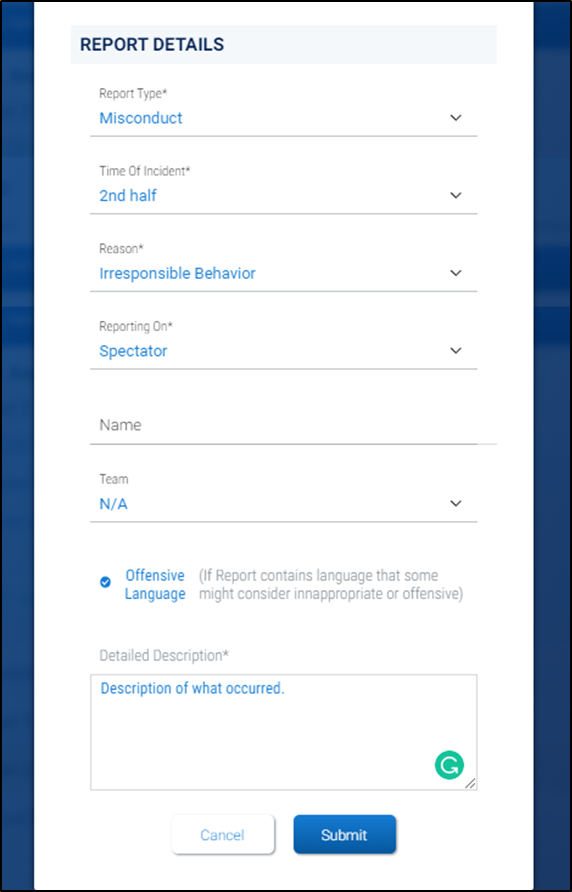 REPORT DETAILS
Report Type*
Misconduct
Time Of Incident*
2nd half
Reason*
Irresponsible Behavior
Reporting On*
Spectator
Name
Team
N/A
Offensive (If Report contains language that some
Language might consider innappropriate or offensive)
Detailed Description*
Description of what occurred.
Cancel Submit